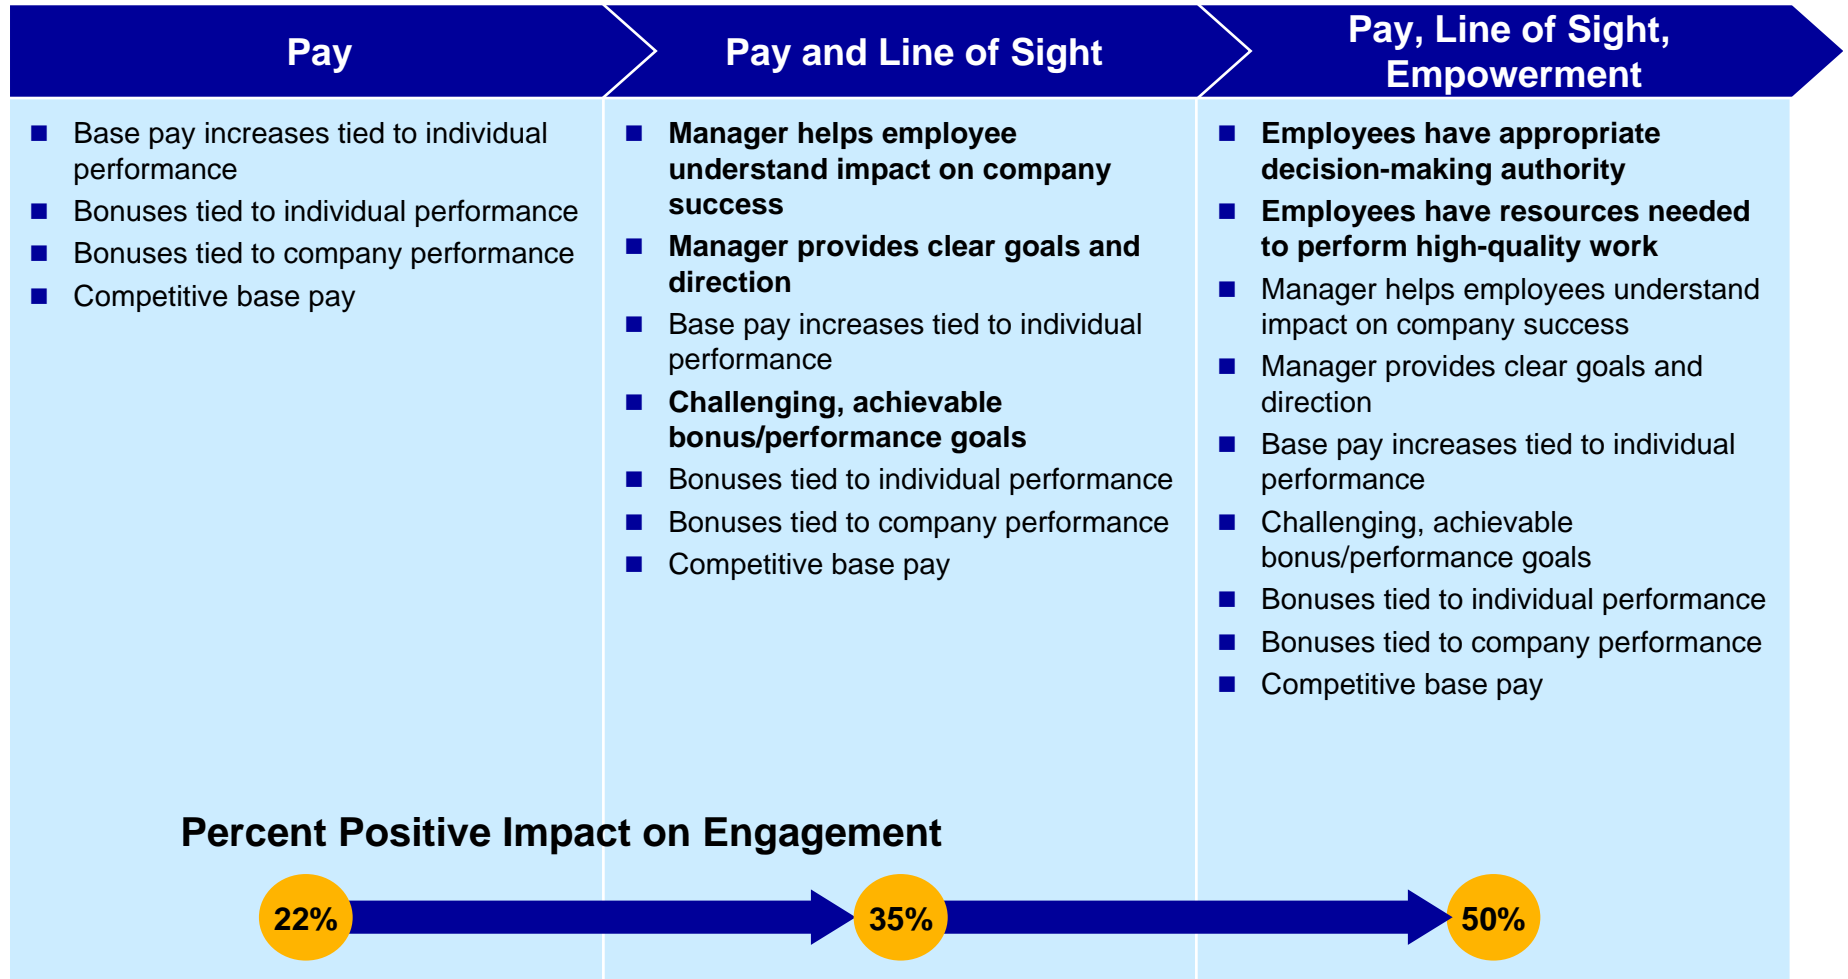 Pay
Pay and Line of Sight
Pay, Line of Sight,
Empowerment
Base pay increases tied to individual
performance
Bonuses tied to individual performance
Bonuses tied to company performance
Competitive base pay
Manager helps employee
understand impact on company
success
Manager provides clear goals and
direction
Base pay increases tied to individual
performance
Challenging, achievable
bonus/performance goals
Bonuses tied to individual performance
Bonuses tied to company performance
Competitive base pay
Employees have appropriate
decision-making authority
Employees have resources needed
to perform high-quality work
Manager helps employees understand
impact on company success
Manager provides clear goals and
direction
Base pay increases tied to individual
performance
Challenging, achievable
bonus/performance goals
Bonuses tied to individual performance
Bonuses tied to company performance
Competitive base pay
Percent Positive Impact on Engagement
22%
35%
50%